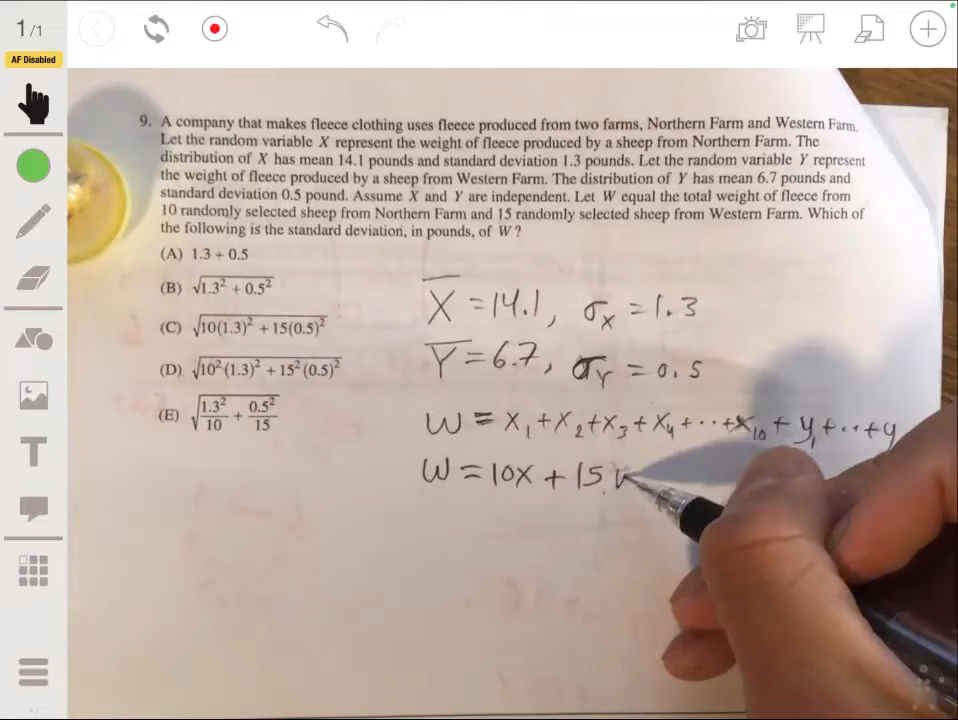 1/1
AF Disabled
9. A company that makes fleece clothing uses fleece produced from two farms, Northern Farm and Western Farm.
Let the random variable X represent the weight of fleece produced by a sheep from Northern Farm. The
distribution of X has mean 14.1 pounds and standard deviation 1.3 pounds. Let the random variable Y represent
the weight of fleece produced by a sheep from Western Farm. The distribution of Y has mean 6.7 pounds and
standard deviation 0.5 pound. Assume X and Y are independent. Let W equal the total weight of fleece from
10 randomly selected sheep from Northern Farm and 15 randomly selected sheep from Western Farm. Which of
the following is the standard deviation, in pounds, of W?
(A) 1.3 + 0.5
(B) √(1.3² + 0.5²)
(C) √(10(1.3)² + 15(0.5)²)
(D) √(10²(1.3)² + 15²(0.5)²)
(E) √(1.3²/10 + 0.5²/15)
X̅ = 14.1, σ_X = 1.3
Y̅ = 6.7, σ_Y = 0.5
W = X₁ + X₂ + X₃ + X₄ + ·· + X₁₀ + Y₁ + ·· + Y
W = 10X + 15
T